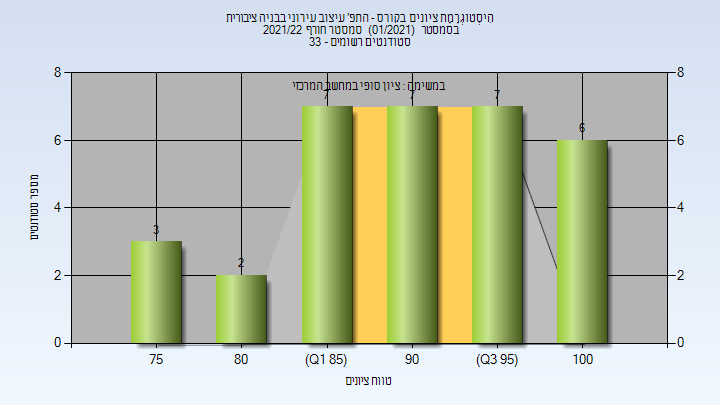 היסטוגרמת ציונים בקורס - התפ' עיצוב עירוני בבניה ציבורית
בסמסטר (01/2021) סמסטר חורף 2021/22
סטודנטים רשומים - 33
במשימה : ציון סופי במחשב המרכזי
8 8
7 7 7
6 6
6
4 4
3
2
2 2
0 0
מספר סטודנטים
75 80 (Q1 85) 90 (Q3 95) 100
טווח ציונים